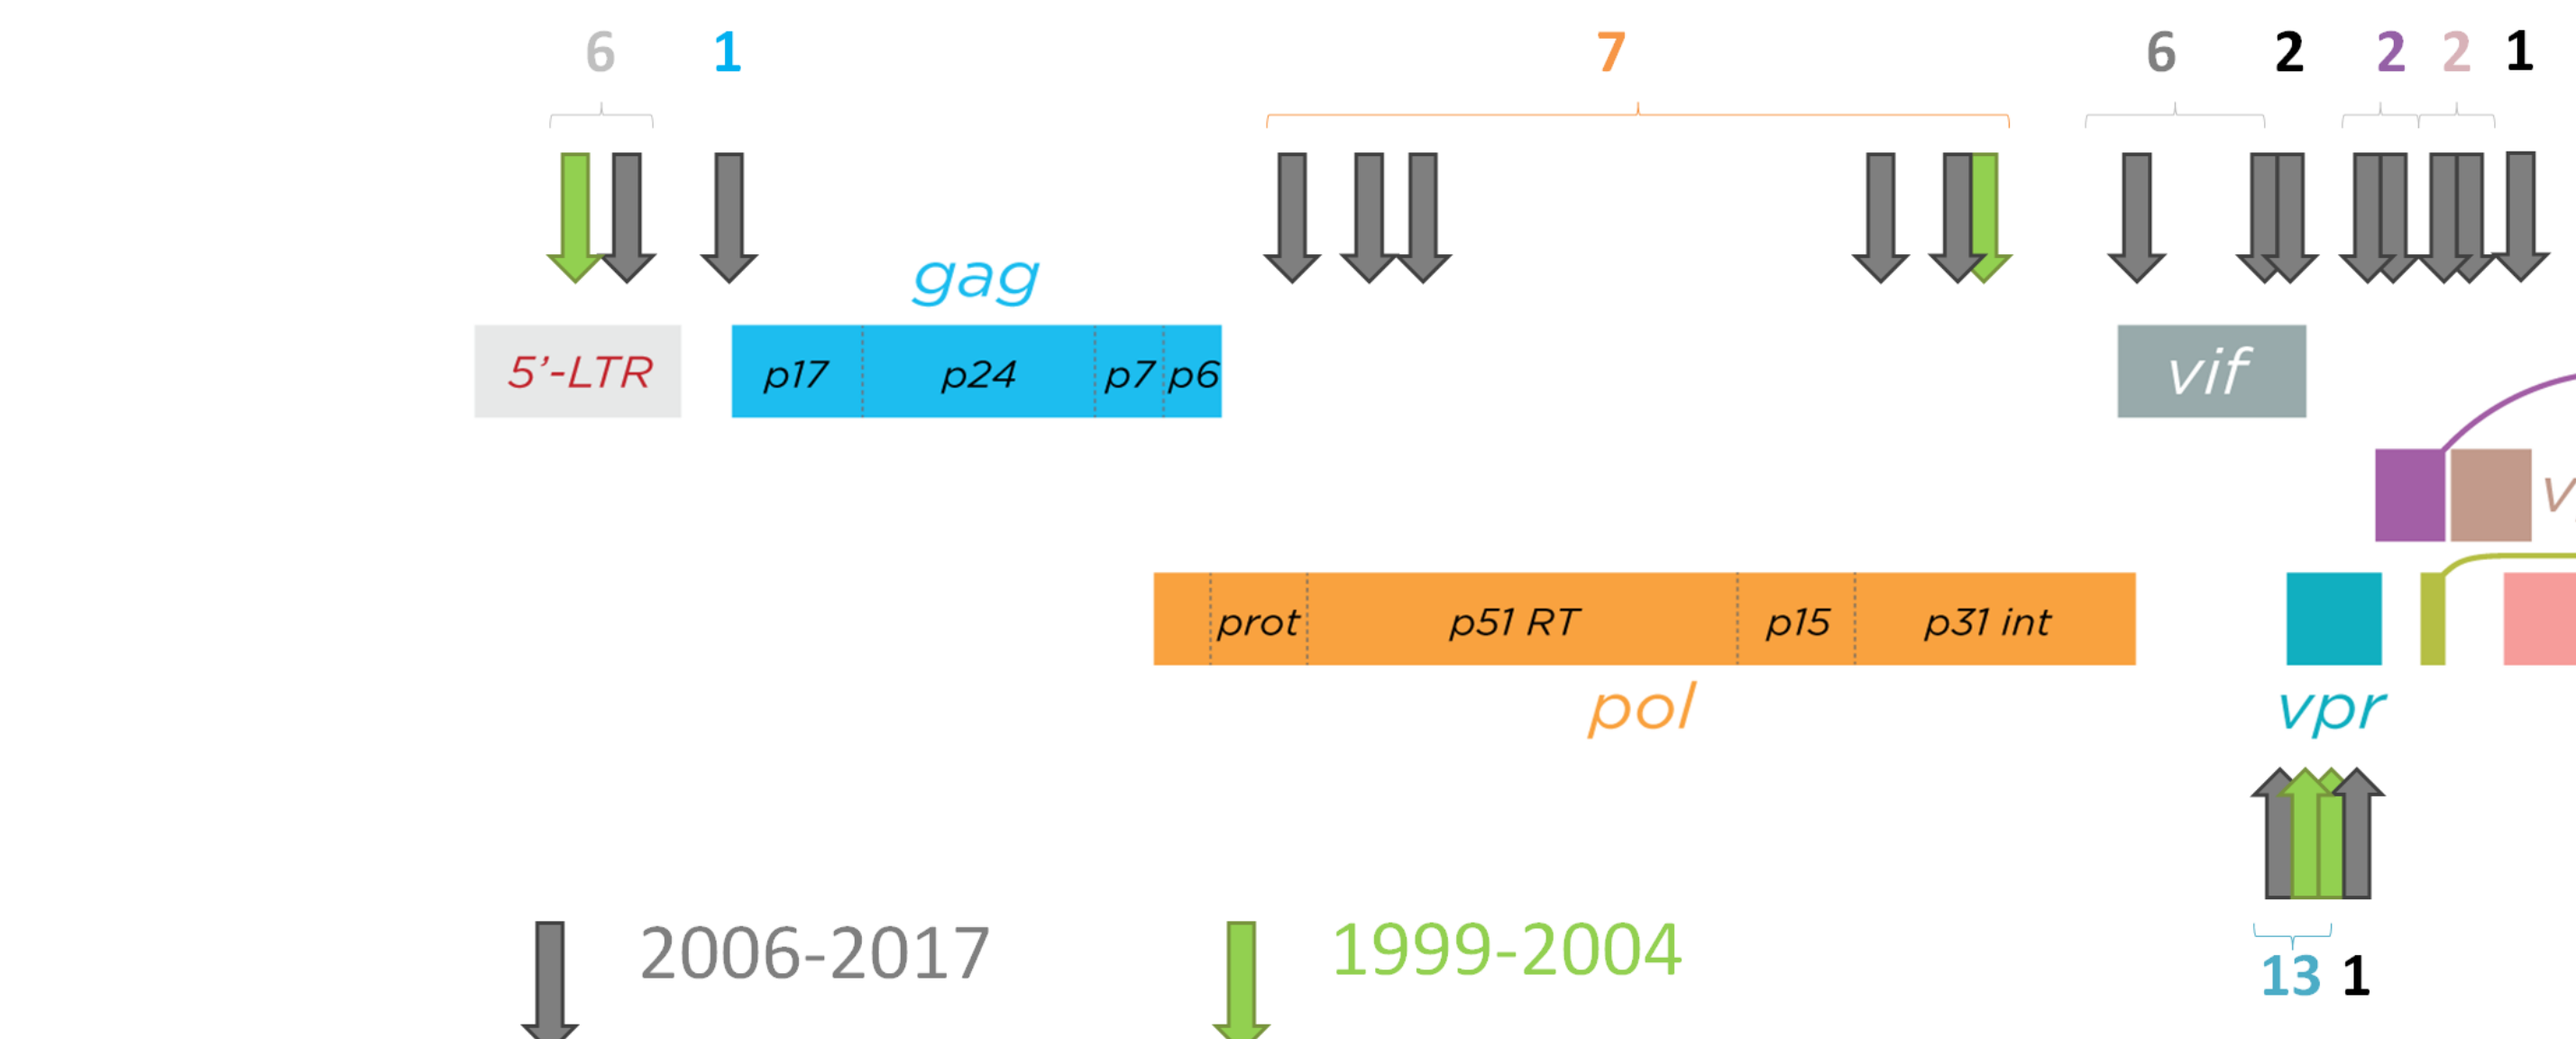 6 1 7 6 2 2 2 1
gag
5’-LTR p17 p24 p7 p6 vif
prot p51 RT p15 p31 int
pol vpr
2006-2017 1999-2004
13 1